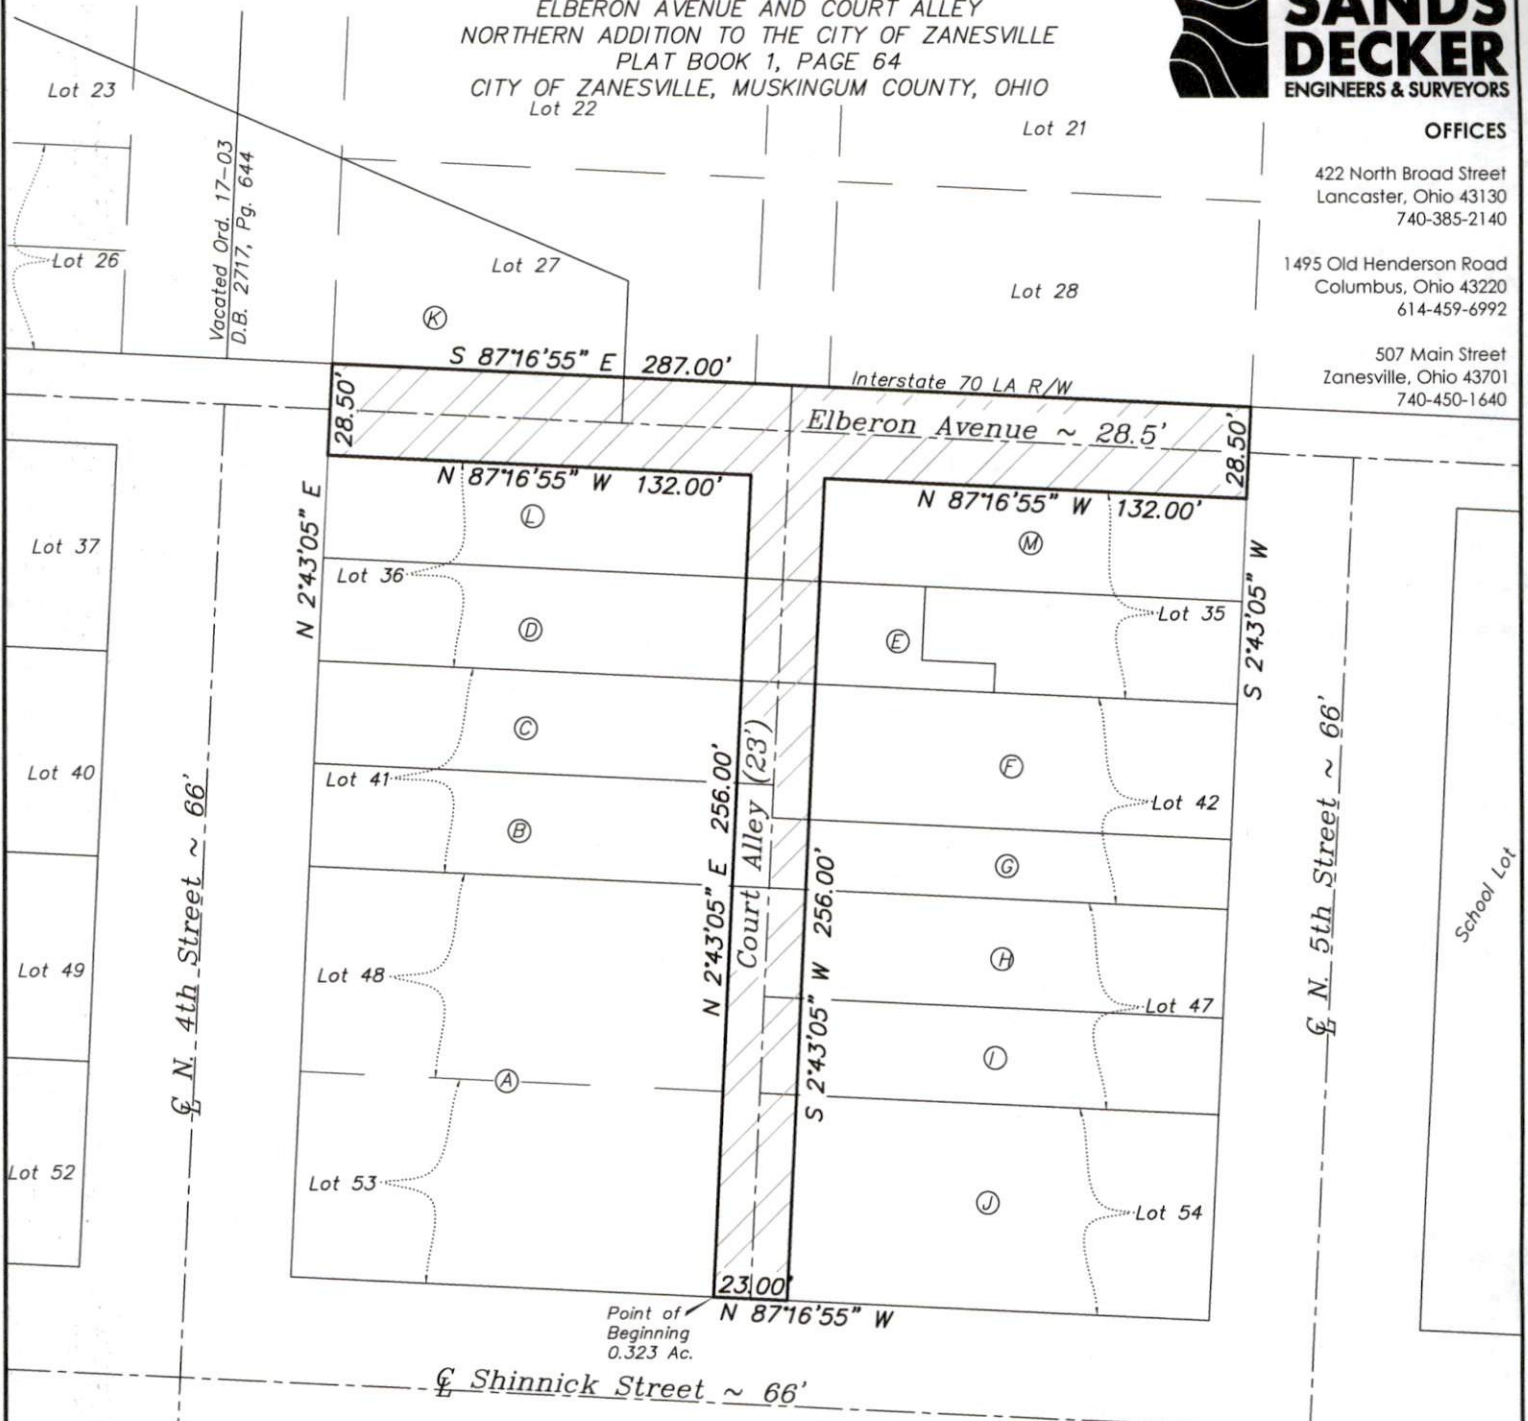 ELBERON AVENUE AND COURT ALLEY
NORTHERN ADDITION TO THE CITY OF ZANESVILLE
PLAT BOOK 1, PAGE 64
CITY OF ZANESVILLE, MUSKINGUM COUNTY, OHIO
SANDS
DECKER
ENGINEERS & SURVEYORS
OFFICES
422 North Broad Street
Lancaster, Ohio 43130
740-385-2140
1495 Old Henderson Road
Columbus, Ohio 43220
614-459-6992
507 Main Street
Zanesville, Ohio 43701
740-450-1640
Lot 23
Lot 22
Lot 21
Vacated Ord. 17-03
D.B. 2717, Pg. 644
Lot 26
Lot 27
Lot 28
K
S 87°16'55" E 287.00'
Interstate 70 LA R/W
28.50'
Elberon Avenue ~ 28.5'
28.50'
N 87°16'55" W 132.00'
N 87°16'55" W 132.00'
L
M
N 2°43'05" E
S 2°43'05" W
Lot 37
Lot 36
Lot 35
D
E
C
F
Lot 40
Lot 41
Lot 42
B
G
N 2°43'05" E 256.00'
Court Alley (23')
S 2°43'05" W 256.00'
℄ N. 4th Street ~ 66'
℄ N. 5th Street ~ 66'
School Lot
Lot 49
Lot 48
H
Lot 47
I
A
Lot 52
Lot 53
J
Lot 54
23.00'
N 87°16'55" W
Point of
Beginning
0.323 Ac.
℄ Shinnick Street ~ 66'